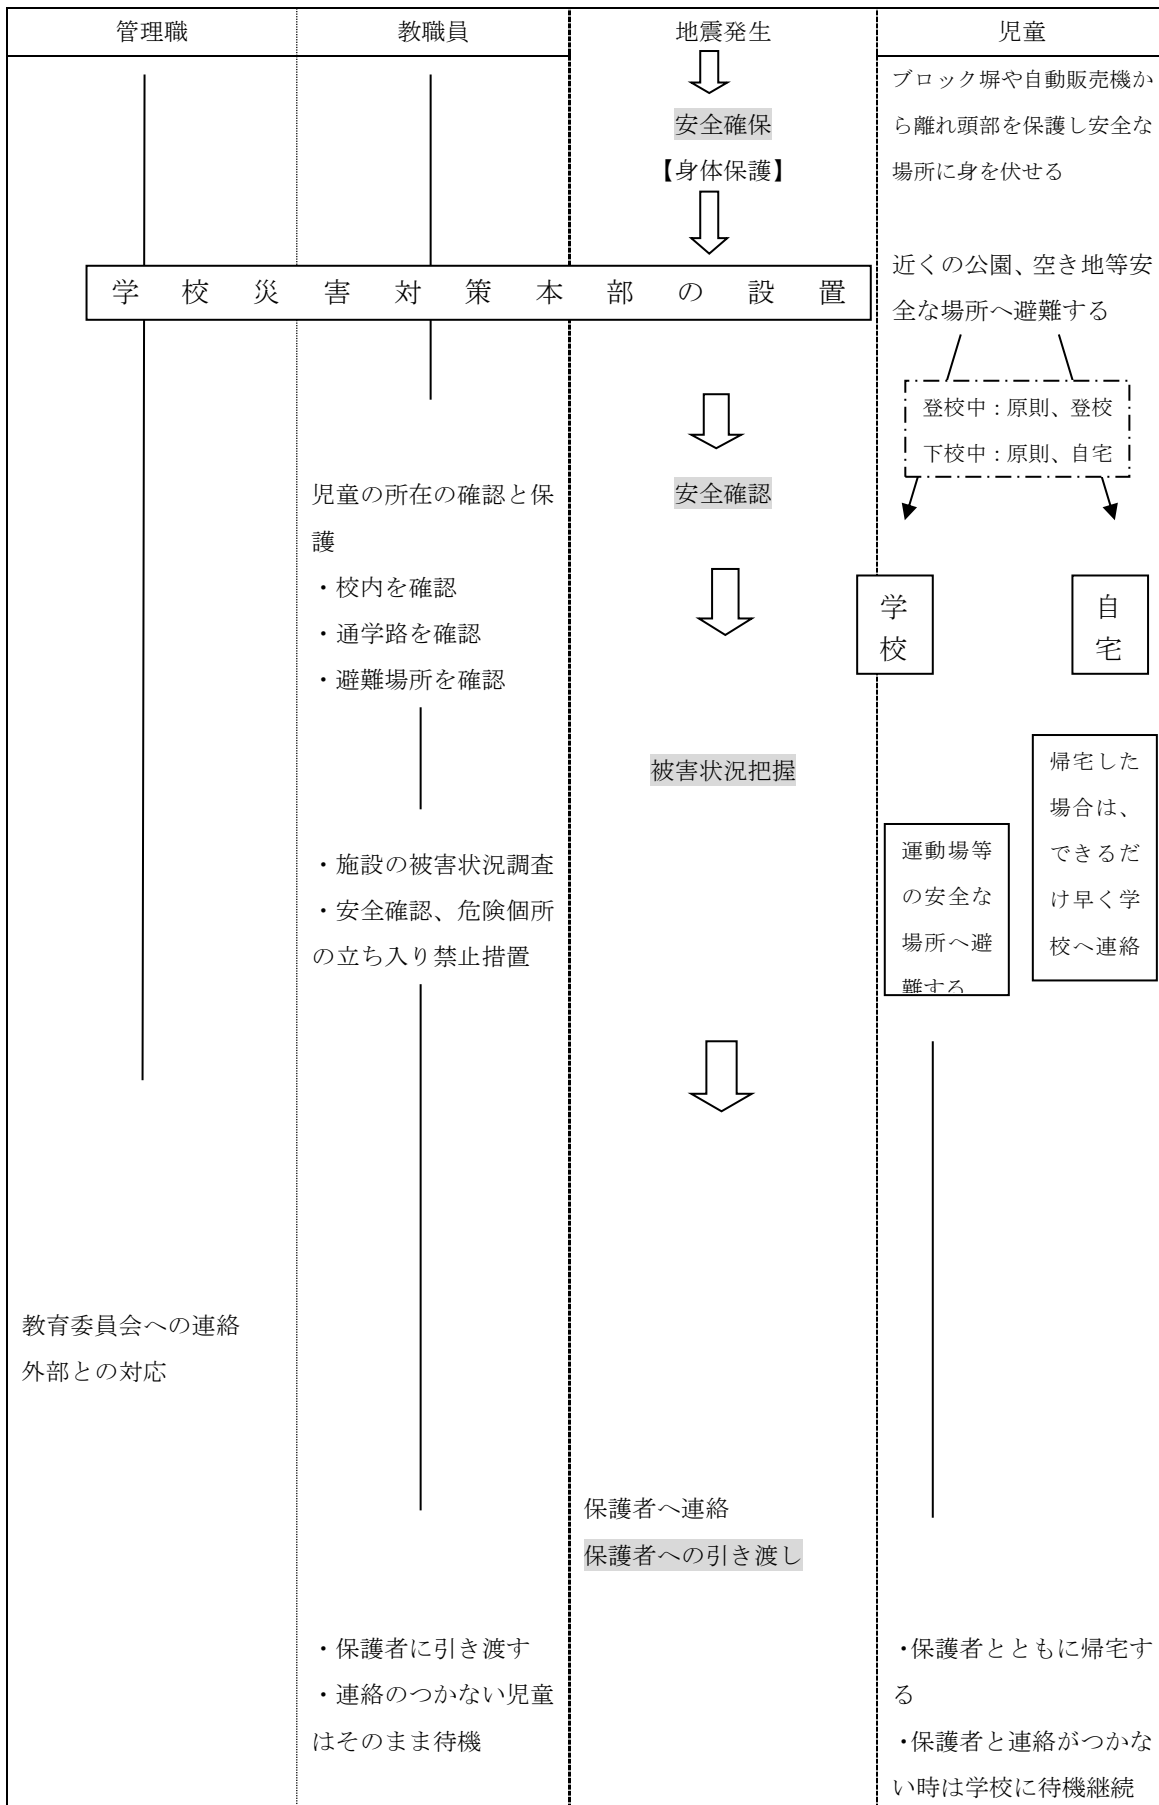 管理職
教職員
地震発生
児童
安全確保
【身体保護】
ブロック塀や自動販売機か
ら離れ頭部を保護し安全な
場所に身を伏せる
学校災害対策本部の設置
近くの公園、空き地等安
全な場所へ避難する
登校中：原則、登校
下校中：原則、自宅
児童の所在の確認と保
護
・校内を確認
・通学路を確認
・避難場所を確認
安全確認
学
校
自
宅
被害状況把握
帰宅した
場合は、
できるだ
け早く学
校へ連絡
運動場等
の安全な
場所へ避
難する
・施設の被害状況調査
・安全確認、危険個所
の立ち入り禁止措置
教育委員会への連絡
外部との対応
保護者へ連絡
保護者への引き渡し
・保護者に引き渡す
・連絡のつかない児童
はそのまま待機
・保護者とともに帰宅す
る
・保護者と連絡がつかな
い時は学校に待機継続